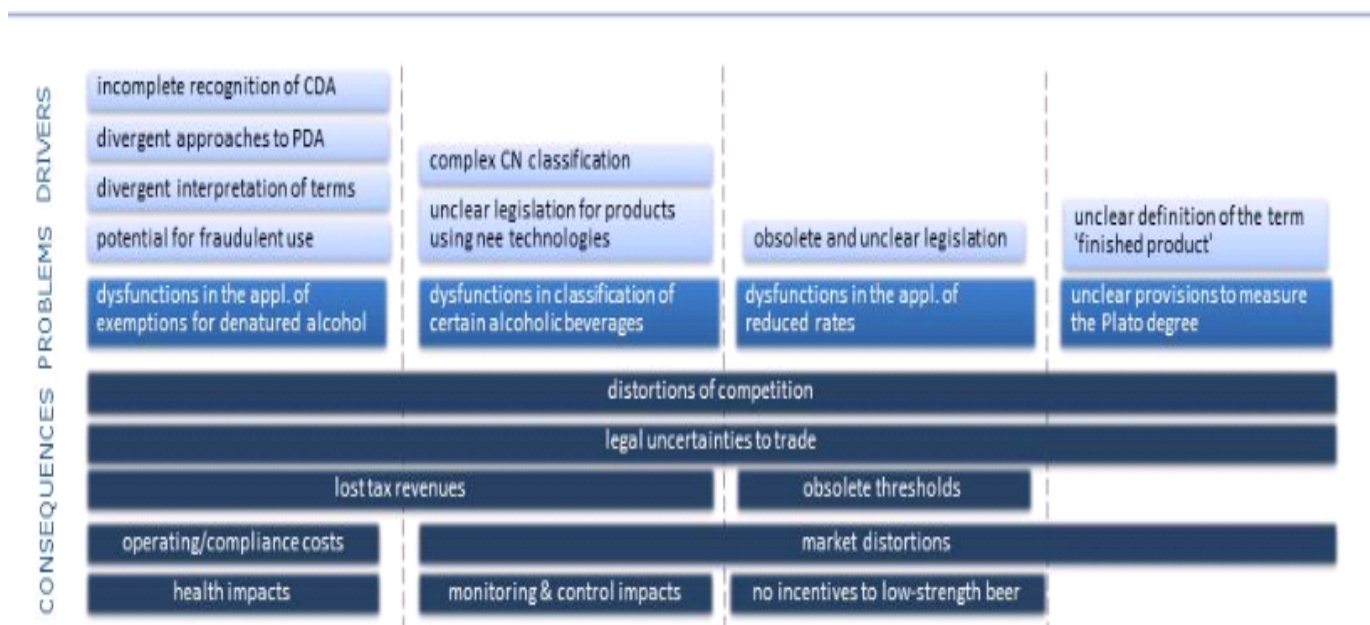 DRIVERS
incomplete recognition of CDA
divergent approaches to PDA
divergent interpretation of terms
potential for fraudulent use
complex CN classification
unclear legislation for products
using nee technologies
obsolete and unclear legislation
unclear definition of the term
'finished product'
PROBLEMS
dysfunctions in the appl. of
exemptions for denatured alcohol
dysfunctions in classification of
certain alcoholic beverages
dysfunctions in the appl. of
reduced rates
unclear provisions to measure
the Plato degree
CONSEQUENCES
distortions of competition
legal uncertainties to trade
lost tax revenues
obsolete thresholds
operating/compliance costs
market distortions
health impacts
monitoring & control impacts
no incentives to low-strength beer